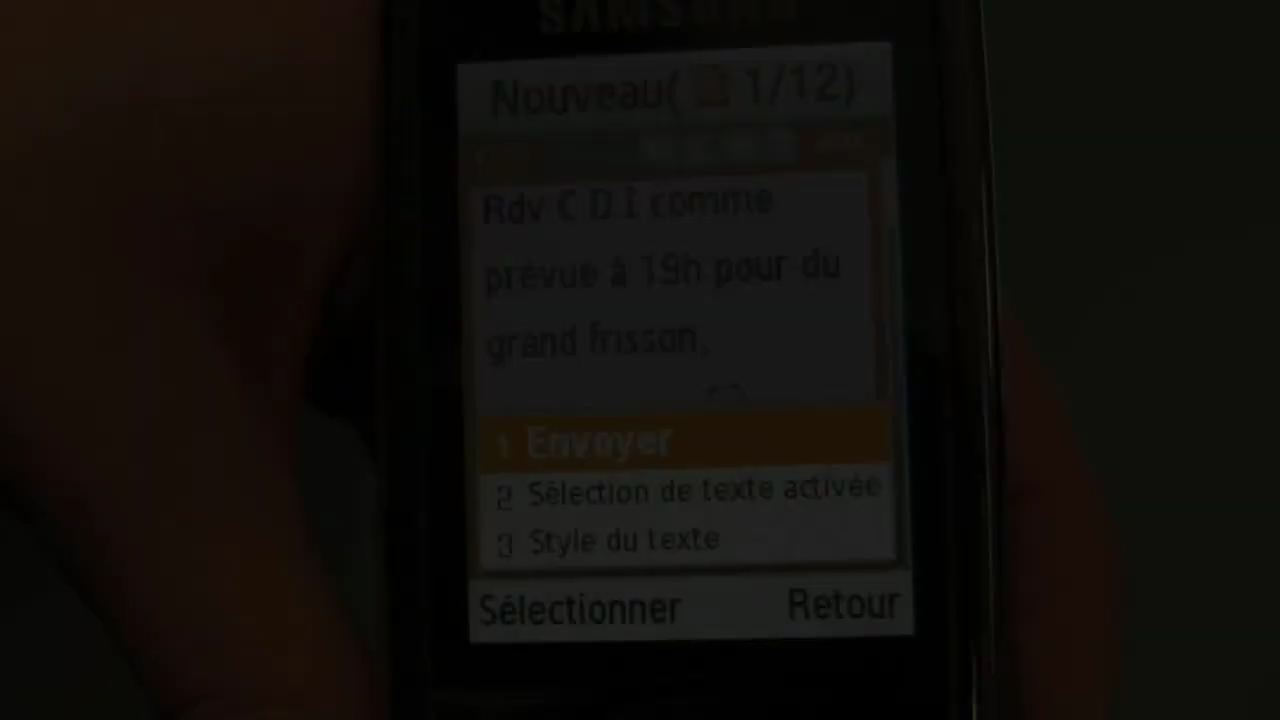 SAMSUNG
Nouveau( 1/12)
Rdv C D i comme
prévue à 19h pour du
grand frisson,
1 Envoyer
2 Sélection de texte activée
3 Style du texte
Sélectionner Retour